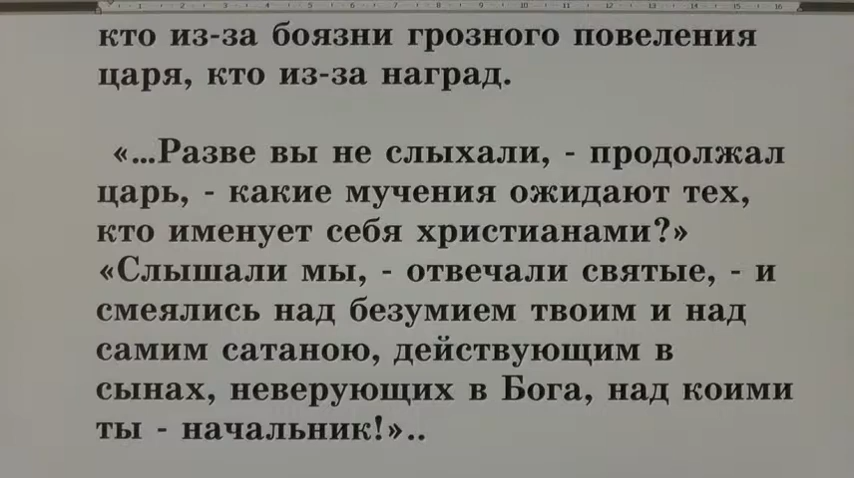 кто из-за боязни грозного повеления
царя, кто из-за наград.
«...Разве вы не слыхали, - продолжал
царь, - какие мучения ожидают тех,
кто именует себя христианами?»
«Слышали мы, - отвечали святые, - и
смеялись над безумием твоим и над
самим сатаною, действующим в
сынах, неверующих в Бога, над коими
ты - начальник!»..